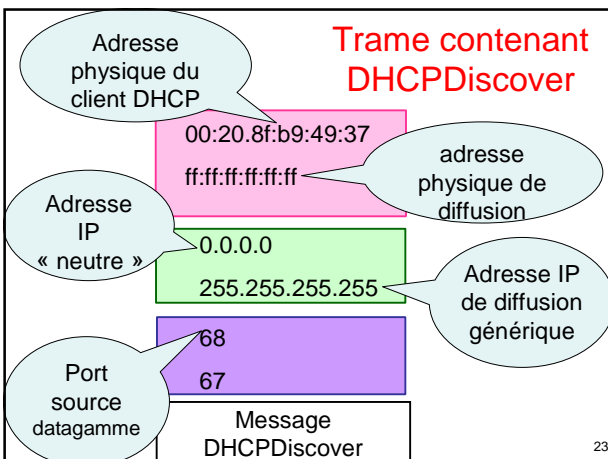 Trame contenant
DHCPDiscover
Adresse
physique du
client DHCP
00:20.8f:b9:49:37
ff:ff:ff:ff:ff:ff
adresse
physique de
diffusion
Adresse
IP
« neutre »
0.0.0.0
255.255.255.255
Adresse IP
de diffusion
générique
68
67
Port
source
datagamme
Message
DHCPDiscover
23